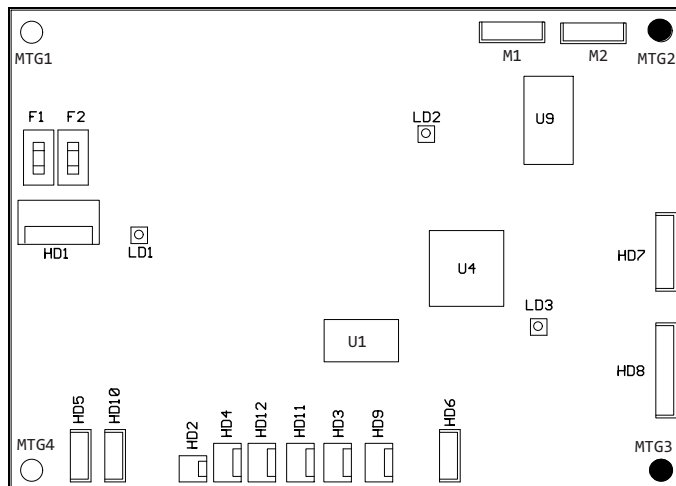 MTG1
M1
M2
MTG2
F1
F2
LD2
U9
HD1
LD1
HD7
U4
LD3
U1
HD8
HD5
HD10
HD2
HD4
HD12
HD11
HD3
HD9
HD6
MTG4
MTG3